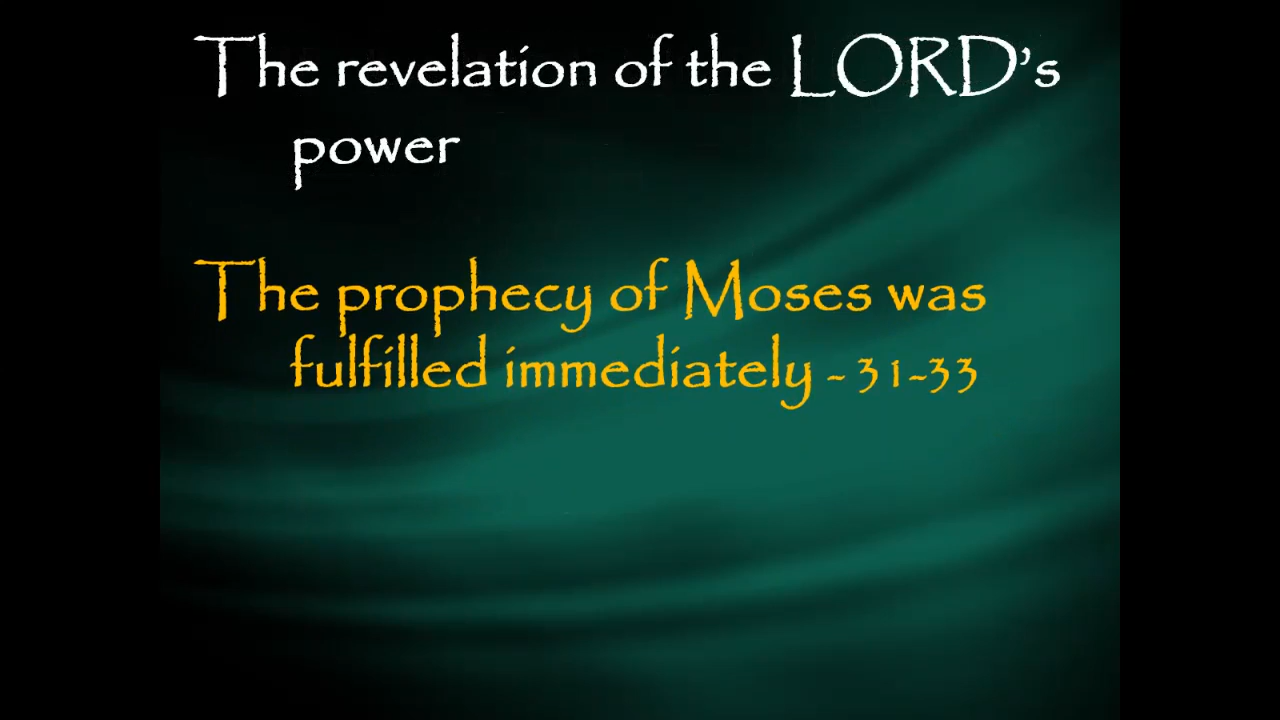 The revelation of the LORD's
power
The prophecy of Moses was
fulfilled immediately - 31-33